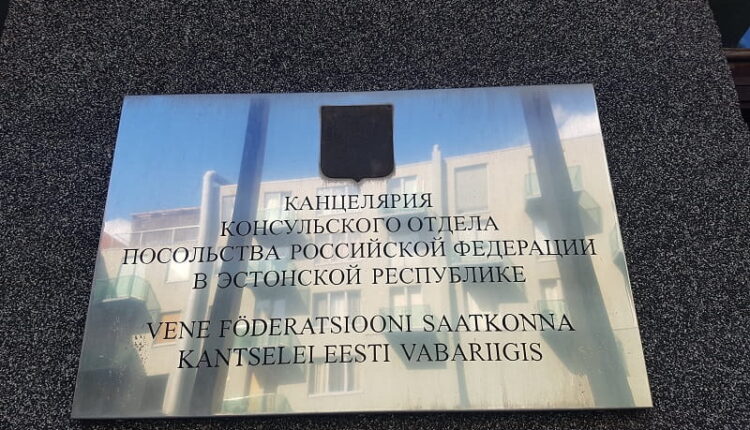 КАНЦЕЛЯРИЯ
КОНСУЛЬСКОГО ОТДЕЛА
ПОСОЛЬСТВА РОССИЙСКОЙ ФЕДЕРАЦИИ
В ЭСТОНСКОЙ РЕСПУБЛИКЕ
VENE FÖDERATSIOONI SAATKONNA
KANTSELEI EESTI VABARIIGIS